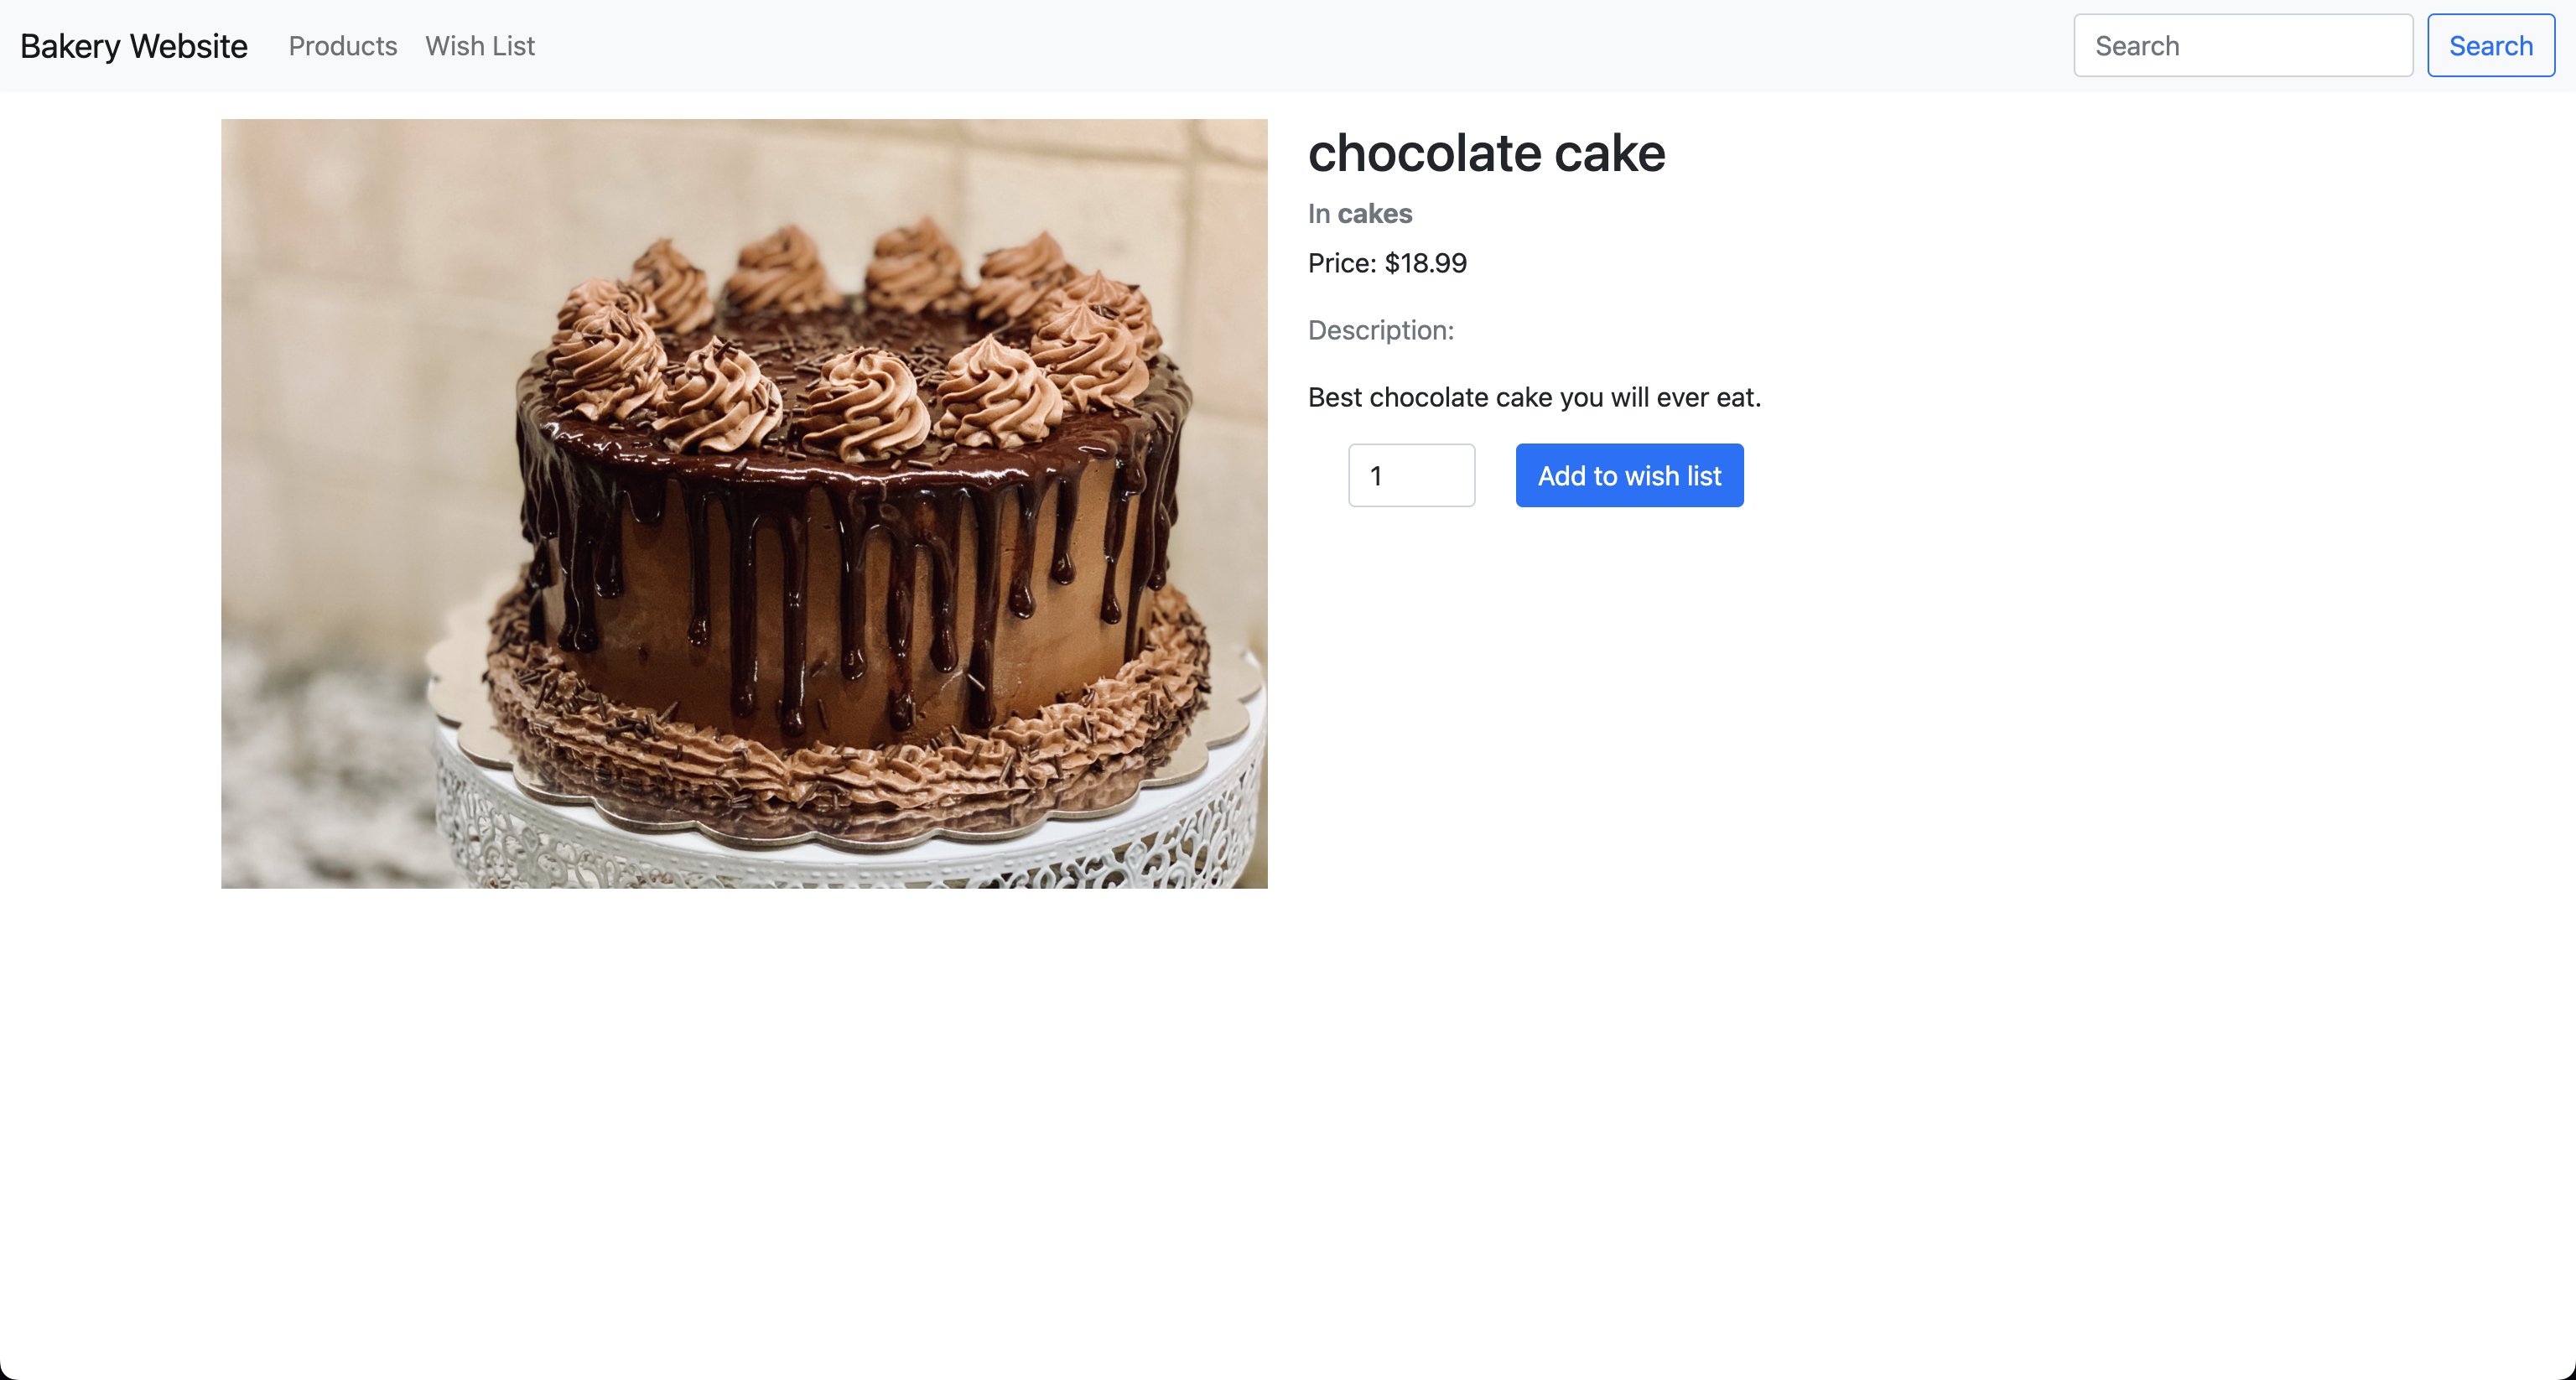 Bakery Website Products Wish List Search Search
chocolate cake
In cakes
Price: $18.99
Description:
Best chocolate cake you will ever eat.
1 Add to wish list